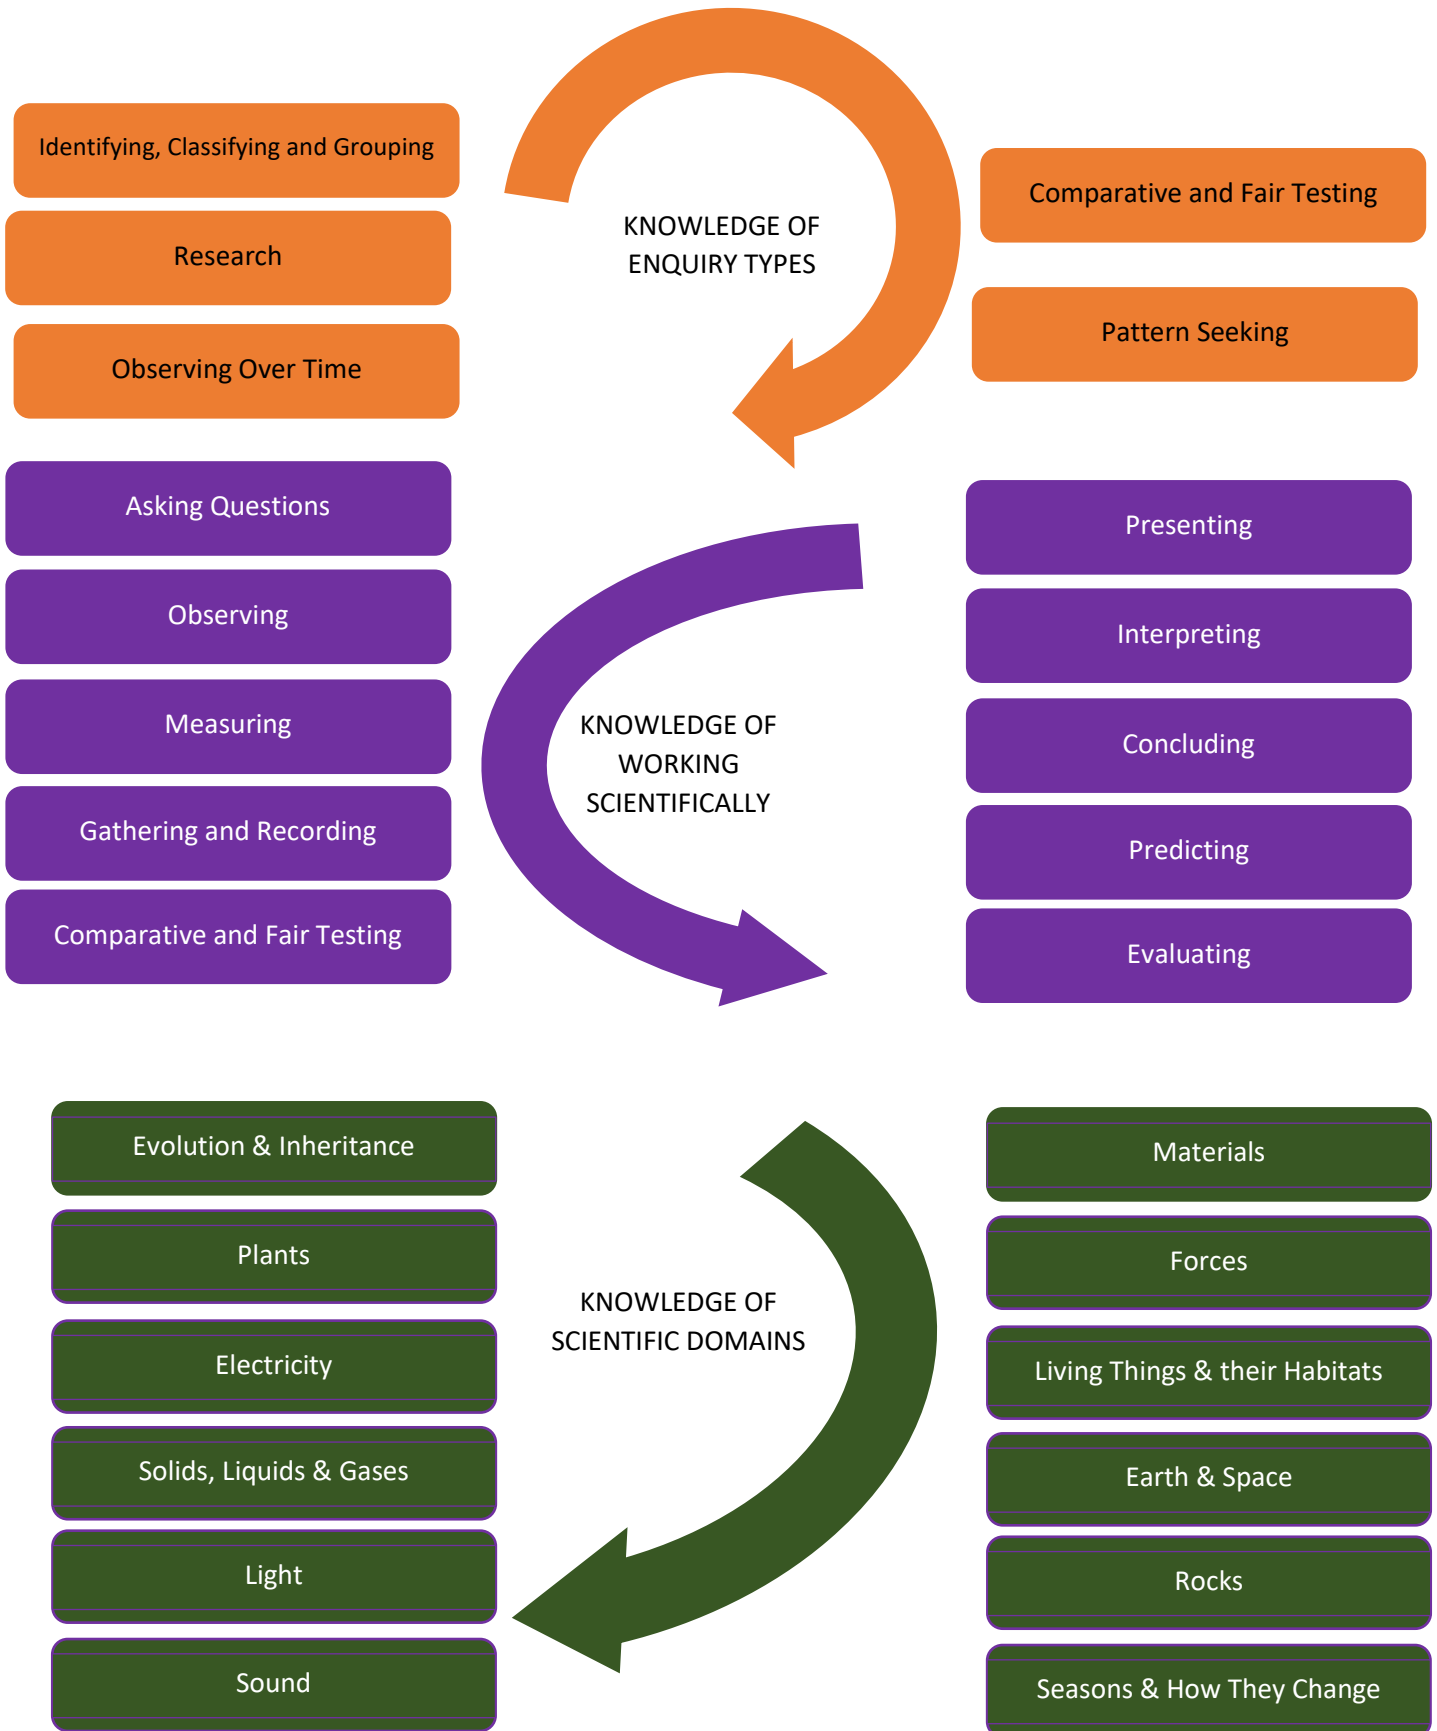 Identifying, Classifying and Grouping
Research
Observing Over Time
KNOWLEDGE OF
ENQUIRY TYPES
Comparative and Fair Testing
Pattern Seeking
Asking Questions
Observing
Measuring
Gathering and Recording
Comparative and Fair Testing
KNOWLEDGE OF
WORKING
SCIENTIFICALLY
Presenting
Interpreting
Concluding
Predicting
Evaluating
Evolution & Inheritance
Plants
Electricity
Solids, Liquids & Gases
Light
Sound
KNOWLEDGE OF
SCIENTIFIC DOMAINS
Materials
Forces
Living Things & their Habitats
Earth & Space
Rocks
Seasons & How They Change